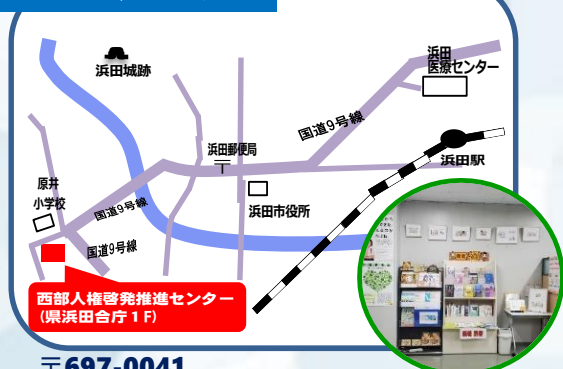 浜田城跡
浜田
医療センター
国道9号線
浜田郵便局
〒
浜田駅
原井
小学校
国道9号線
浜田市役所
国道9号線
西部人権啓発推進センター
(県浜田合庁１F)
〒697-0041